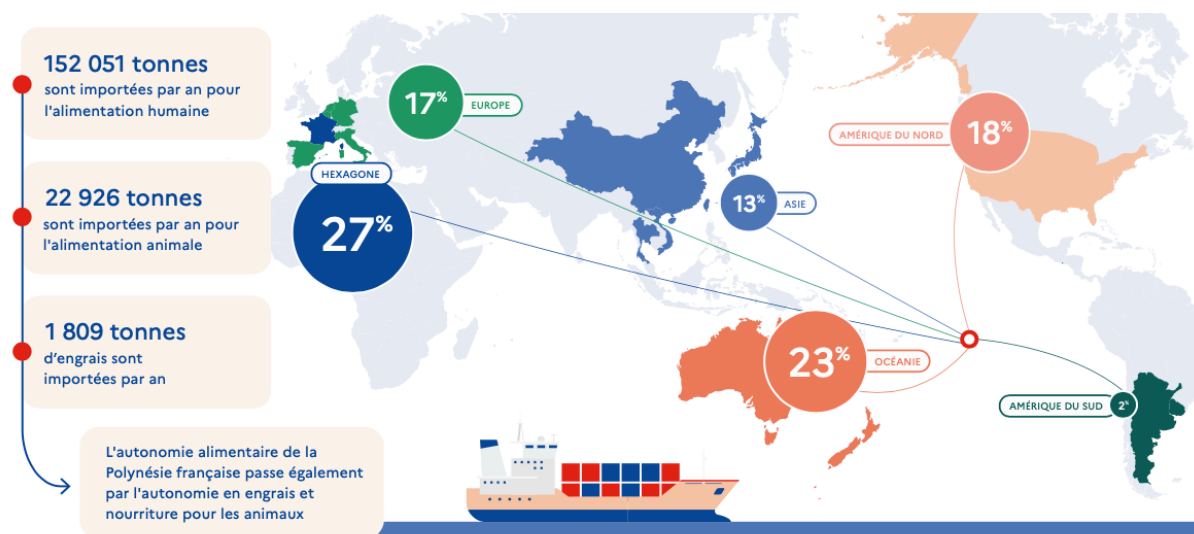 152 051 tonnes
sont importées par an pour
l'alimentation humaine
22 926 tonnes
sont importées par an pour
l'alimentation animale
1 809 tonnes
d’engrais sont
importées par an
L'autonomie alimentaire de la
Polynésie française passe également
par l'autonomie en engrais et
nourriture pour les animaux
17%
EUROPE
HEXAGONE
27%
13%
ASIE
AMÉRIQUE DU NORD
18%
23%
OCÉANIE
AMÉRIQUE DU SUD
2%